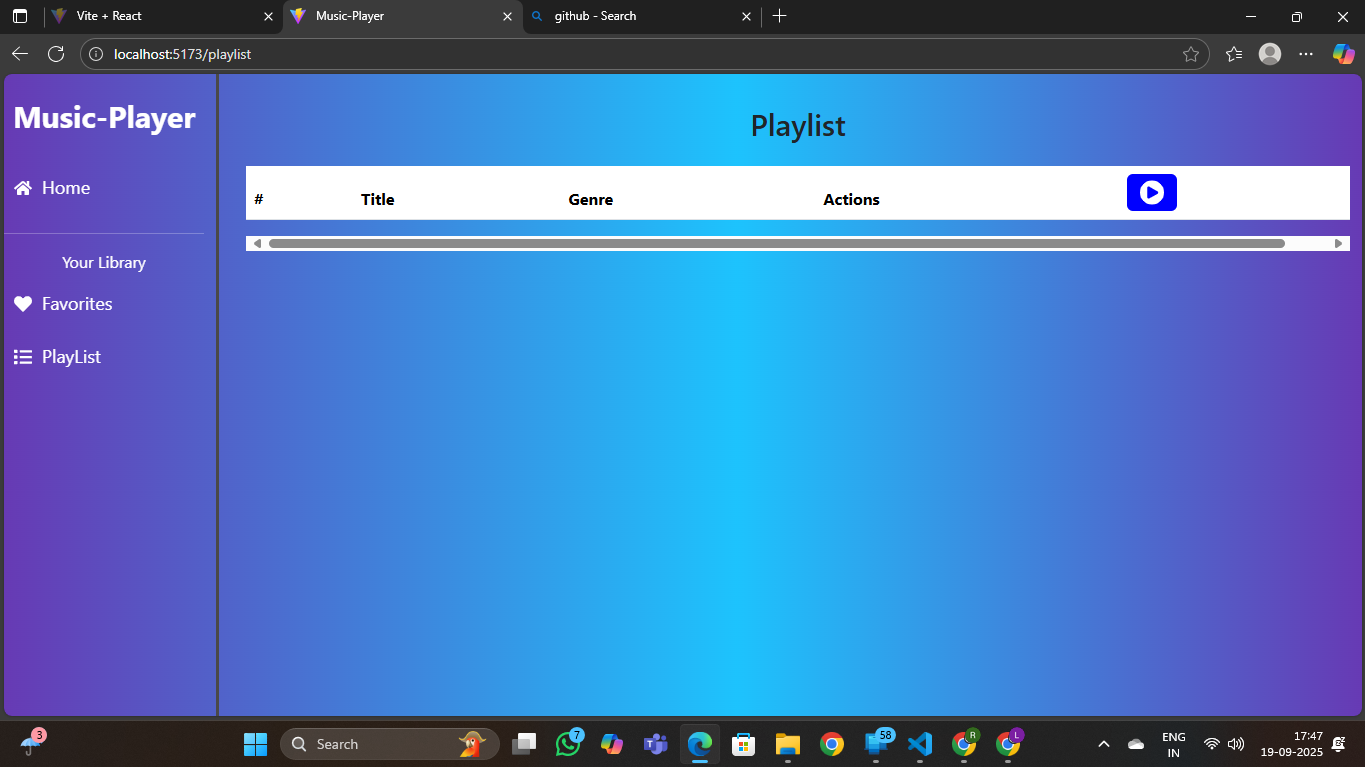 Vite + React
Music-Player
github - Search
localhost:5173/playlist
Music-Player
Home
Your Library
Favorites
PlayList
Playlist
# Title Genre Actions
3
Search
7
58
R
L
ENG
IN
17:47
19-09-2025